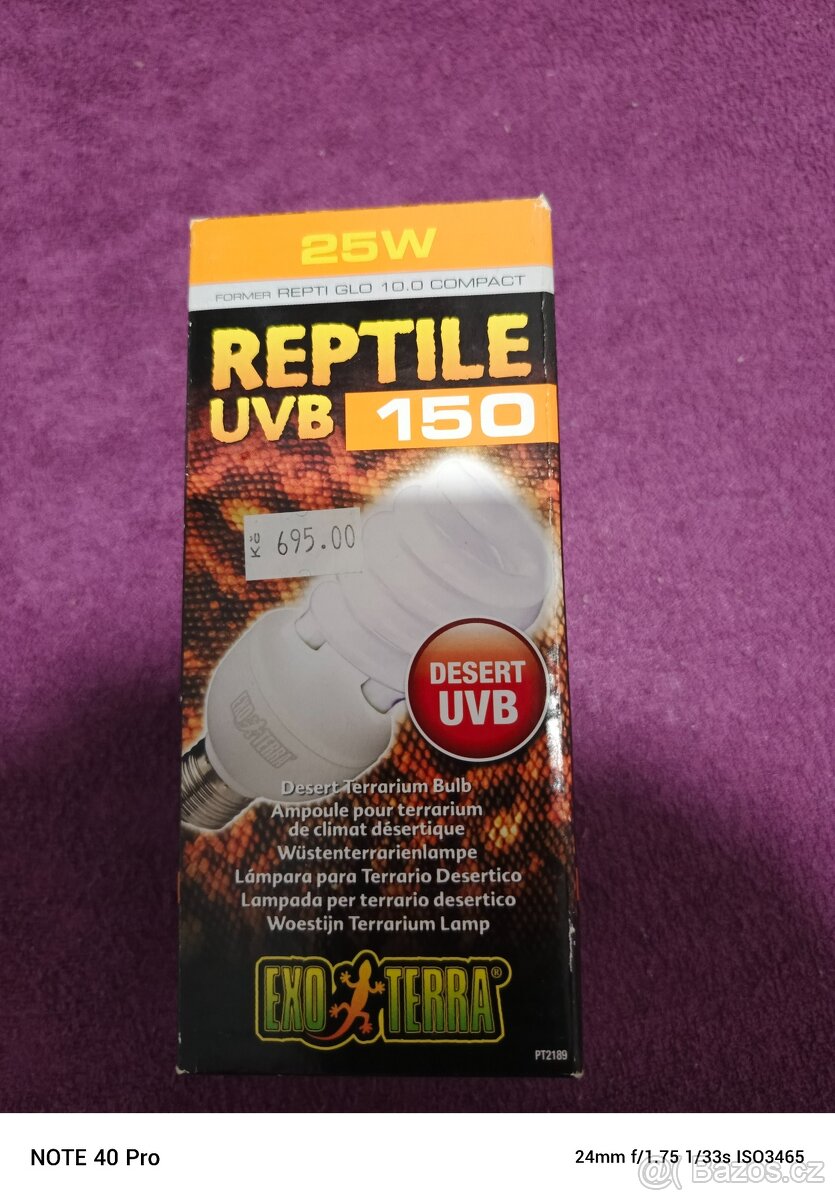 25W
FORMER REPTI GLO 10.0 COMPACT
REPTILE
UVB 150
Kč 695.00
DESERT
UVB
EXO TERRA
Desert Terrarium Bulb
Ampoule pour terrarium
de climat désertique
Wüstenterrarienlampe
Lámpara para Terrario Desertico
Lampada per terrario desertico
Woestijn Terrarium Lamp
EXO TERRA®
PT2189
NOTE 40 Pro
24mm f/1.75 1/33s ISO3465
@( Bazos.cz